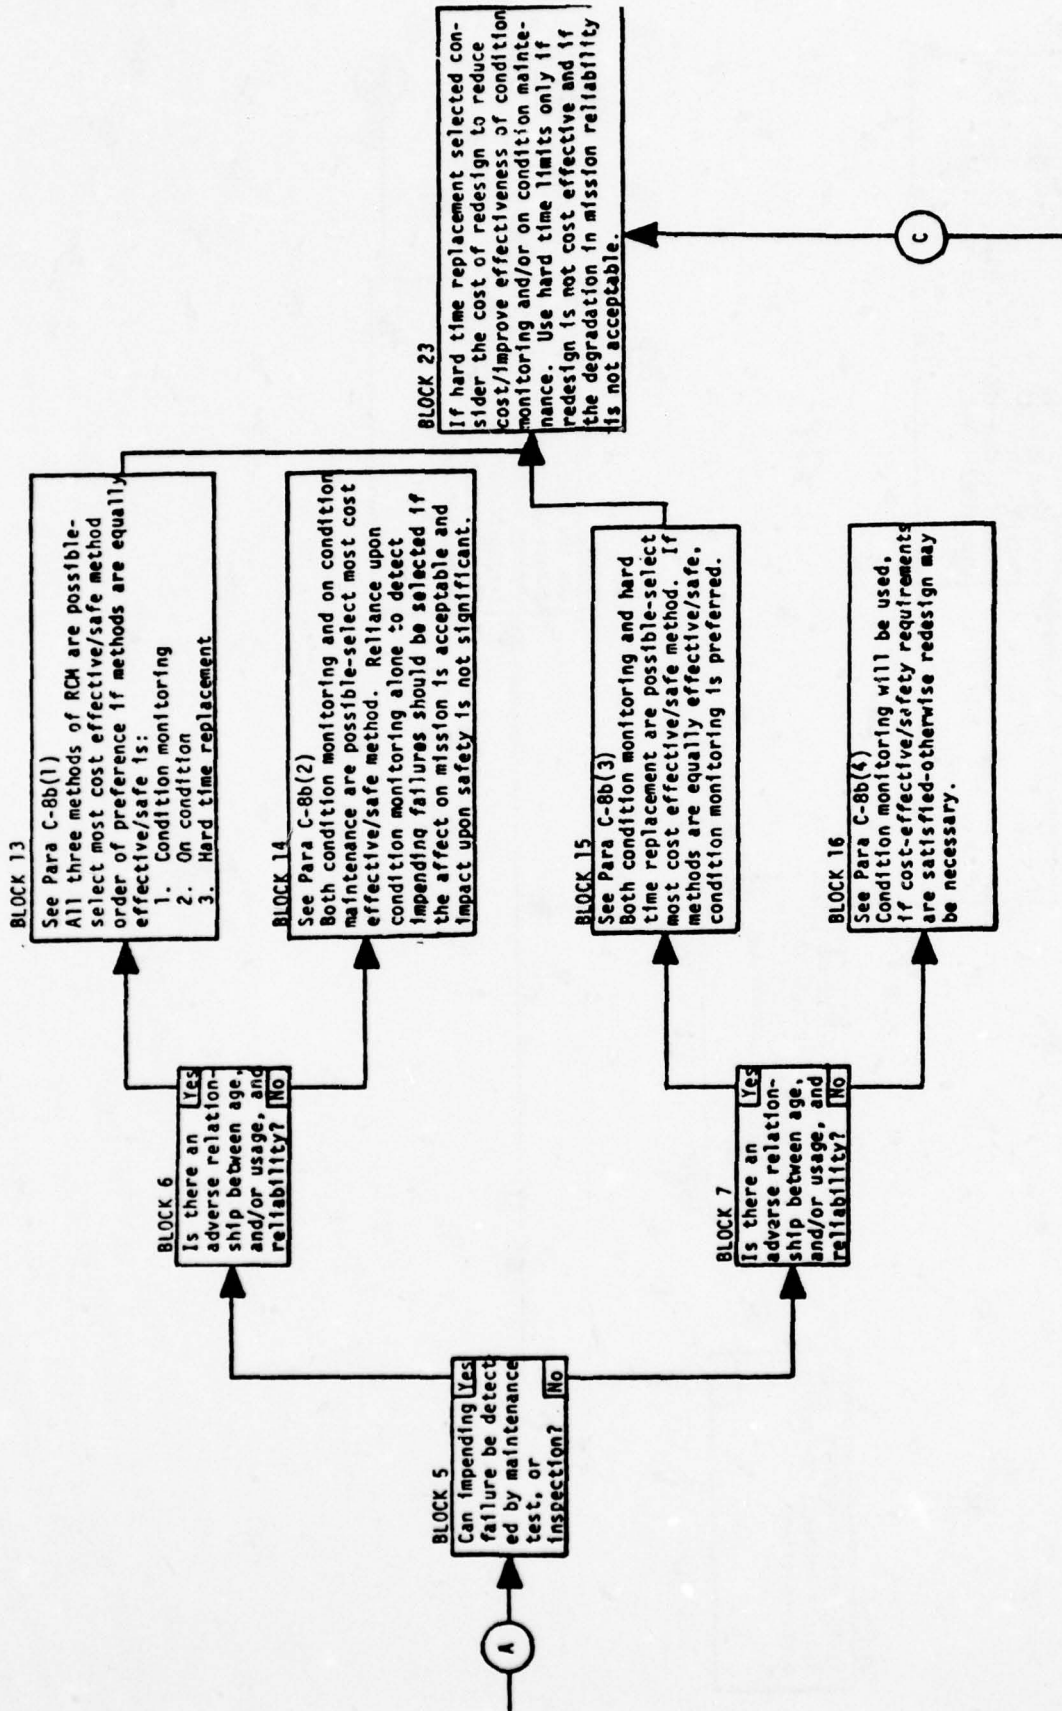 A
BLOCK 5
Can impending Yes
failure be detect
ed by maintenance
test, or
inspection? No
BLOCK 6
Is there an Yes
adverse relation-
ship between age,
and/or usage, and
reliability? No
BLOCK 7
Is there an Yes
adverse relation-
ship between age,
and/or usage, and
reliability? No
BLOCK 13
See Para C-8b(1)
All three methods of RCM are possible-
select most cost effective/safe method
order of preference if methods are equally
effective/safe is:
1. Condition monitoring
2. On condition
3. Hard time replacement
BLOCK 14
See Para C-8b(2)
Both condition monitoring and on condition
maintenance are possible-select most cost
effective/safe method. Reliance upon
condition monitoring alone to detect
impending failures should be selected if
the affect on mission is acceptable and
impact upon safety is not significant.
BLOCK 15
See Para C-8b(3)
Both condition monitoring and hard
time replacement are possible-select
most cost effective/safe method. If
methods are equally effective/safe,
condition monitoring is preferred.
BLOCK 16
See Para C-8b(4)
Condition monitoring will be used,
if cost-effective/safety requirements
are satisfied-otherwise redesign may
be necessary.
BLOCK 23
If hard time replacement selected con-
sider the cost of redesign to reduce
cost/improve effectiveness of condition
monitoring and/or on condition mainte-
nance. Use hard time limits only if
redesign is not cost effective and if
the degradation in mission reliability
is not acceptable.
C